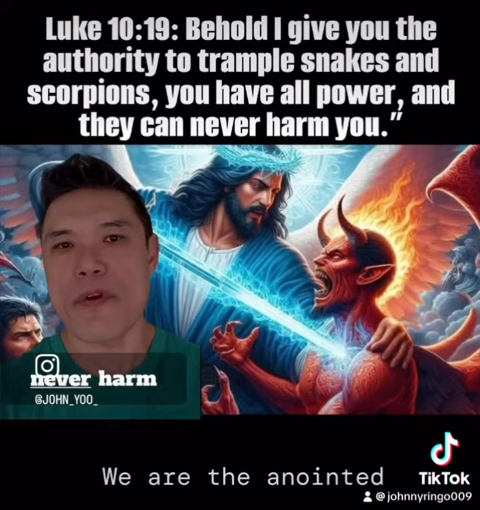 Luke 10:19: Behold I give you the
authority to trample snakes and
scorpions, you have all power, and
they can never harm you.”
never harm
@JOHN_YOO_
We are the anointed
TikTok
@johnnyringo009